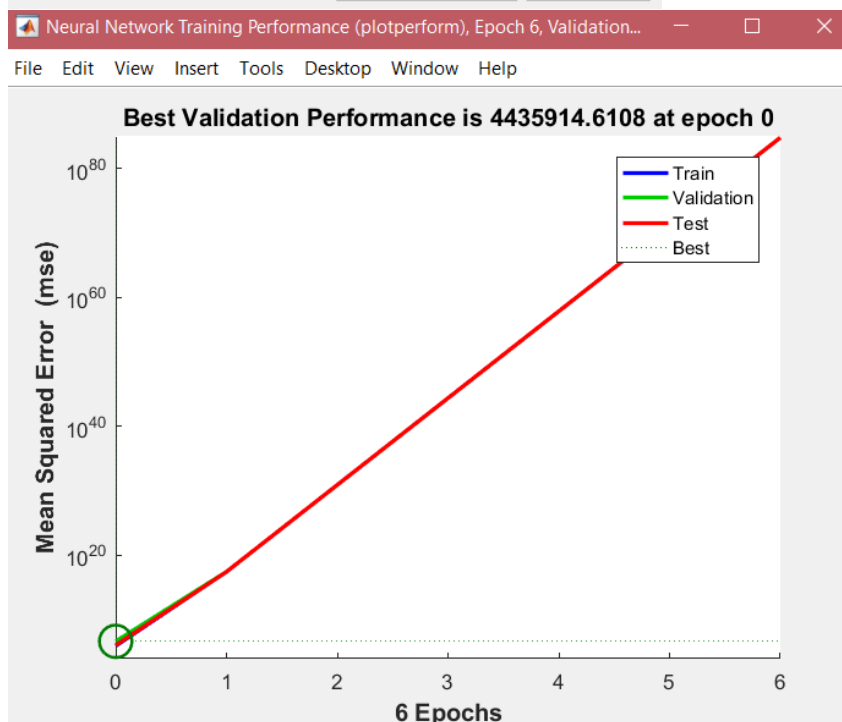 Neural Network Training Performance (plotperform), Epoch 6, Validation...
File Edit View Insert Tools Desktop Window Help
Best Validation Performance is 4435914.6108 at epoch 0
Mean Squared Error (mse)
10^80
10^60
10^40
10^20
Train
Validation
Test
Best
0 1 2 3 4 5 6
6 Epochs